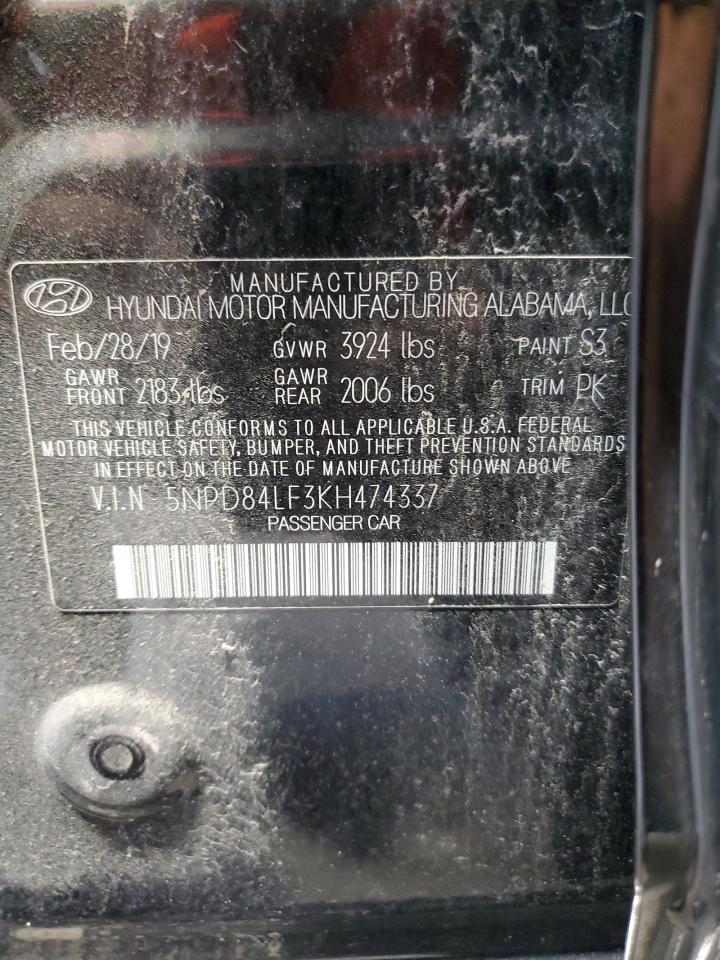 MANUFACTURED BY
HYUNDAI MOTOR MANUFACTURING ALABAMA, LLC
Feb/28/19 GVWR 3924 lbs PAINT S3
GAWR FRONT 2183 lbs GAWR REAR 2006 lbs TRIM PK
THIS VEHICLE CONFORMS TO ALL APPLICABLE U.S.A. FEDERAL
MOTOR VEHICLE SAFETY, BUMPER, AND THEFT PREVENTION STANDARDS
IN EFFECT ON THE DATE OF MANUFACTURE SHOWN ABOVE
V.I.N 5NPD84LF3KH474337
PASSENGER CAR